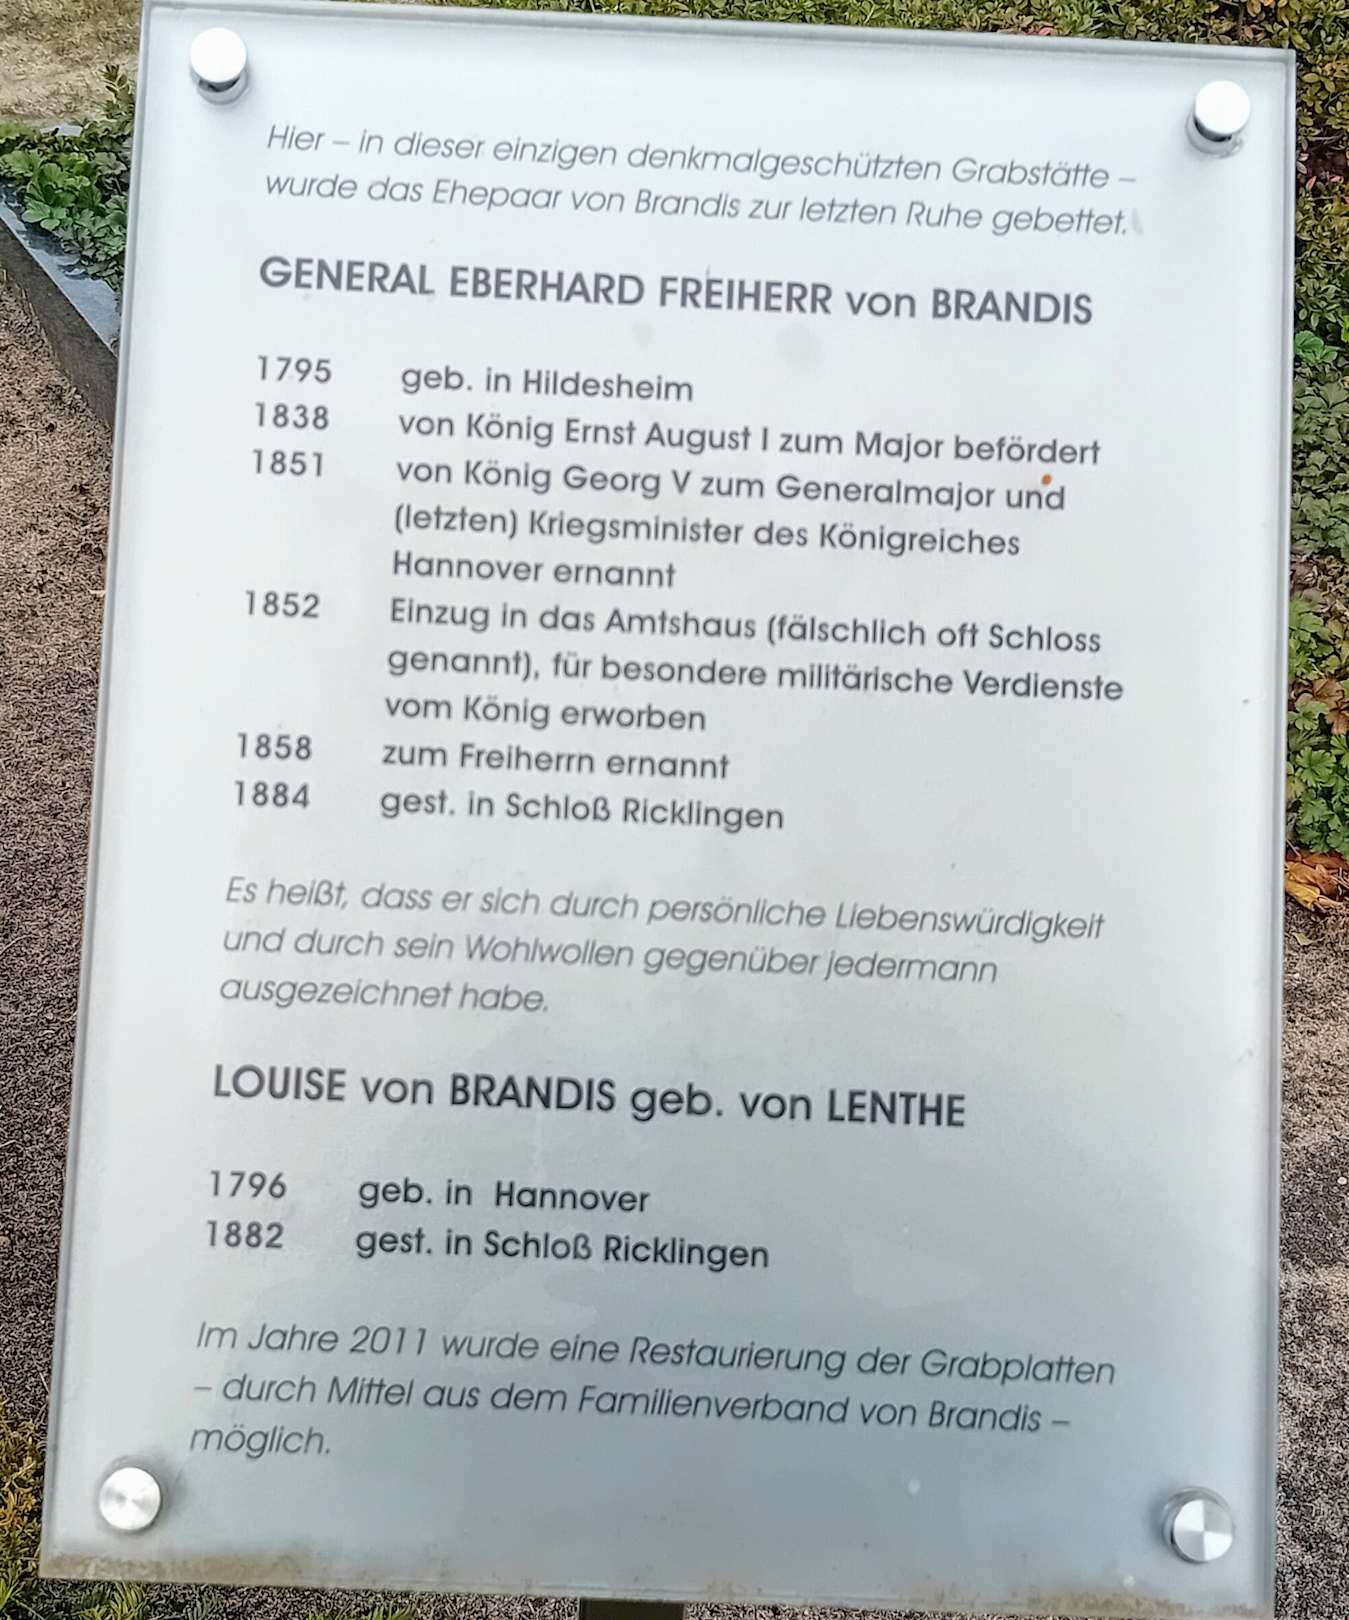 Hier – in dieser einzigen denkmalgeschützten Grabstätte –
wurde das Ehepaar von Brandis zur letzten Ruhe gebettet.
GENERAL EBERHARD FREIHERR von BRANDIS
1795 geb. in Hildesheim
1838 von König Ernst August I zum Major befördert
1851 von König Georg V zum Generalmajor und
(letzten) Kriegsminister des Königreiches
Hannover ernannt
1852 Einzug in das Amtshaus (fälschlich oft Schloss
genannt), für besondere militärische Verdienste
vom König erworben
1858 zum Freiherrn ernannt
1884 gest. in Schloß Ricklingen
Es heißt, dass er sich durch persönliche Liebenswürdigkeit
und durch sein Wohlwollen gegenüber jedermann
ausgezeichnet habe.
LOUISE von BRANDIS geb. von LENTHE
1796 geb. in Hannover
1882 gest. in Schloß Ricklingen
Im Jahre 2011 wurde eine Restaurierung der Grabplatten
– durch Mittel aus dem Familienverband von Brandis –
möglich.